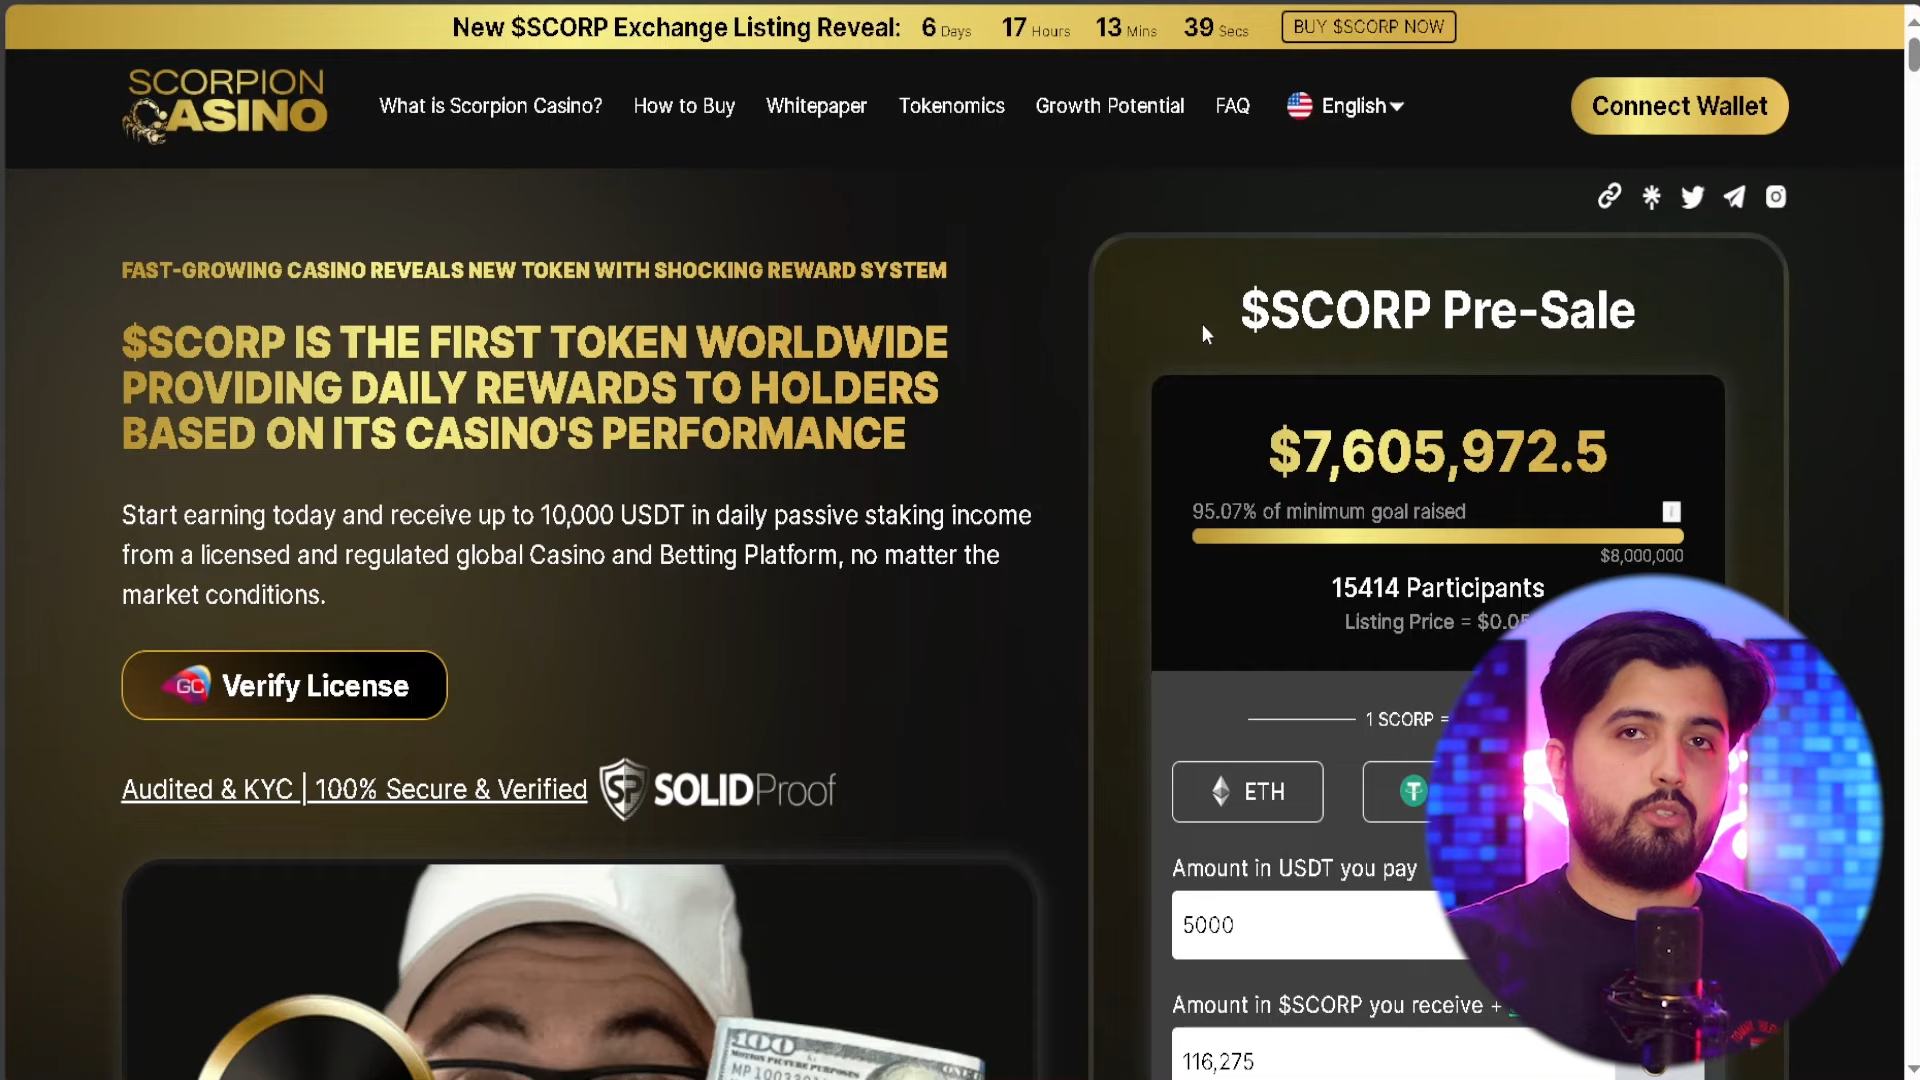 New $SCORP Exchange Listing Reveal: 6 Days 17 Hours 13 Mins 39 Secs BUY $SCORP NOW
SCORPION
CASINO
What is Scorpion Casino? How to Buy Whitepaper Tokenomics Growth Potential FAQ English Connect Wallet
FAST-GROWING CASINO REVEALS NEW TOKEN WITH SHOCKING REWARD SYSTEM
$SCORP IS THE FIRST TOKEN WORLDWIDE
PROVIDING DAILY REWARDS TO HOLDERS
BASED ON ITS CASINO'S PERFORMANCE
Start earning today and receive up to 10,000 USDT in daily passive staking income
from a licensed and regulated global Casino and Betting Platform, no matter the
market conditions.
GC Verify License
Audited & KYC | 100% Secure & Verified SP SOLIDProof
100
$SCORP Pre-Sale
$7,605,972.5
95.07% of minimum goal raised i
$8,000,000
15414 Participants
Listing Price = $0.0
1 SCORP =
ETH
Amount in USDT you pay
5000
Amount in $SCORP you receive +
116,275